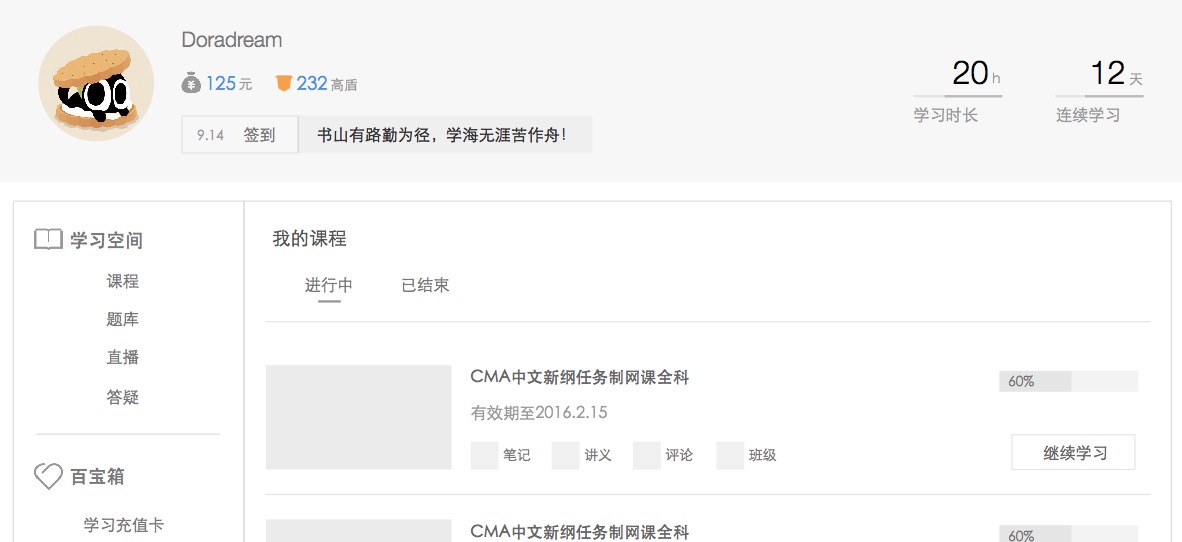 Doradream
125元 232高盾
20h 12天
学习时长 连续学习
9.14 签到 书山有路勤为径，学海无涯苦作舟！
学习空间
课程
题库
直播
答疑
百宝箱
学习充值卡
我的课程
进行中 已结束
CMA中文新纲任务制网课全科
60%
有效期至2016.2.15
笔记 讲义 评论 班级
继续学习
CMA中文新纲任务制网课全科
60%